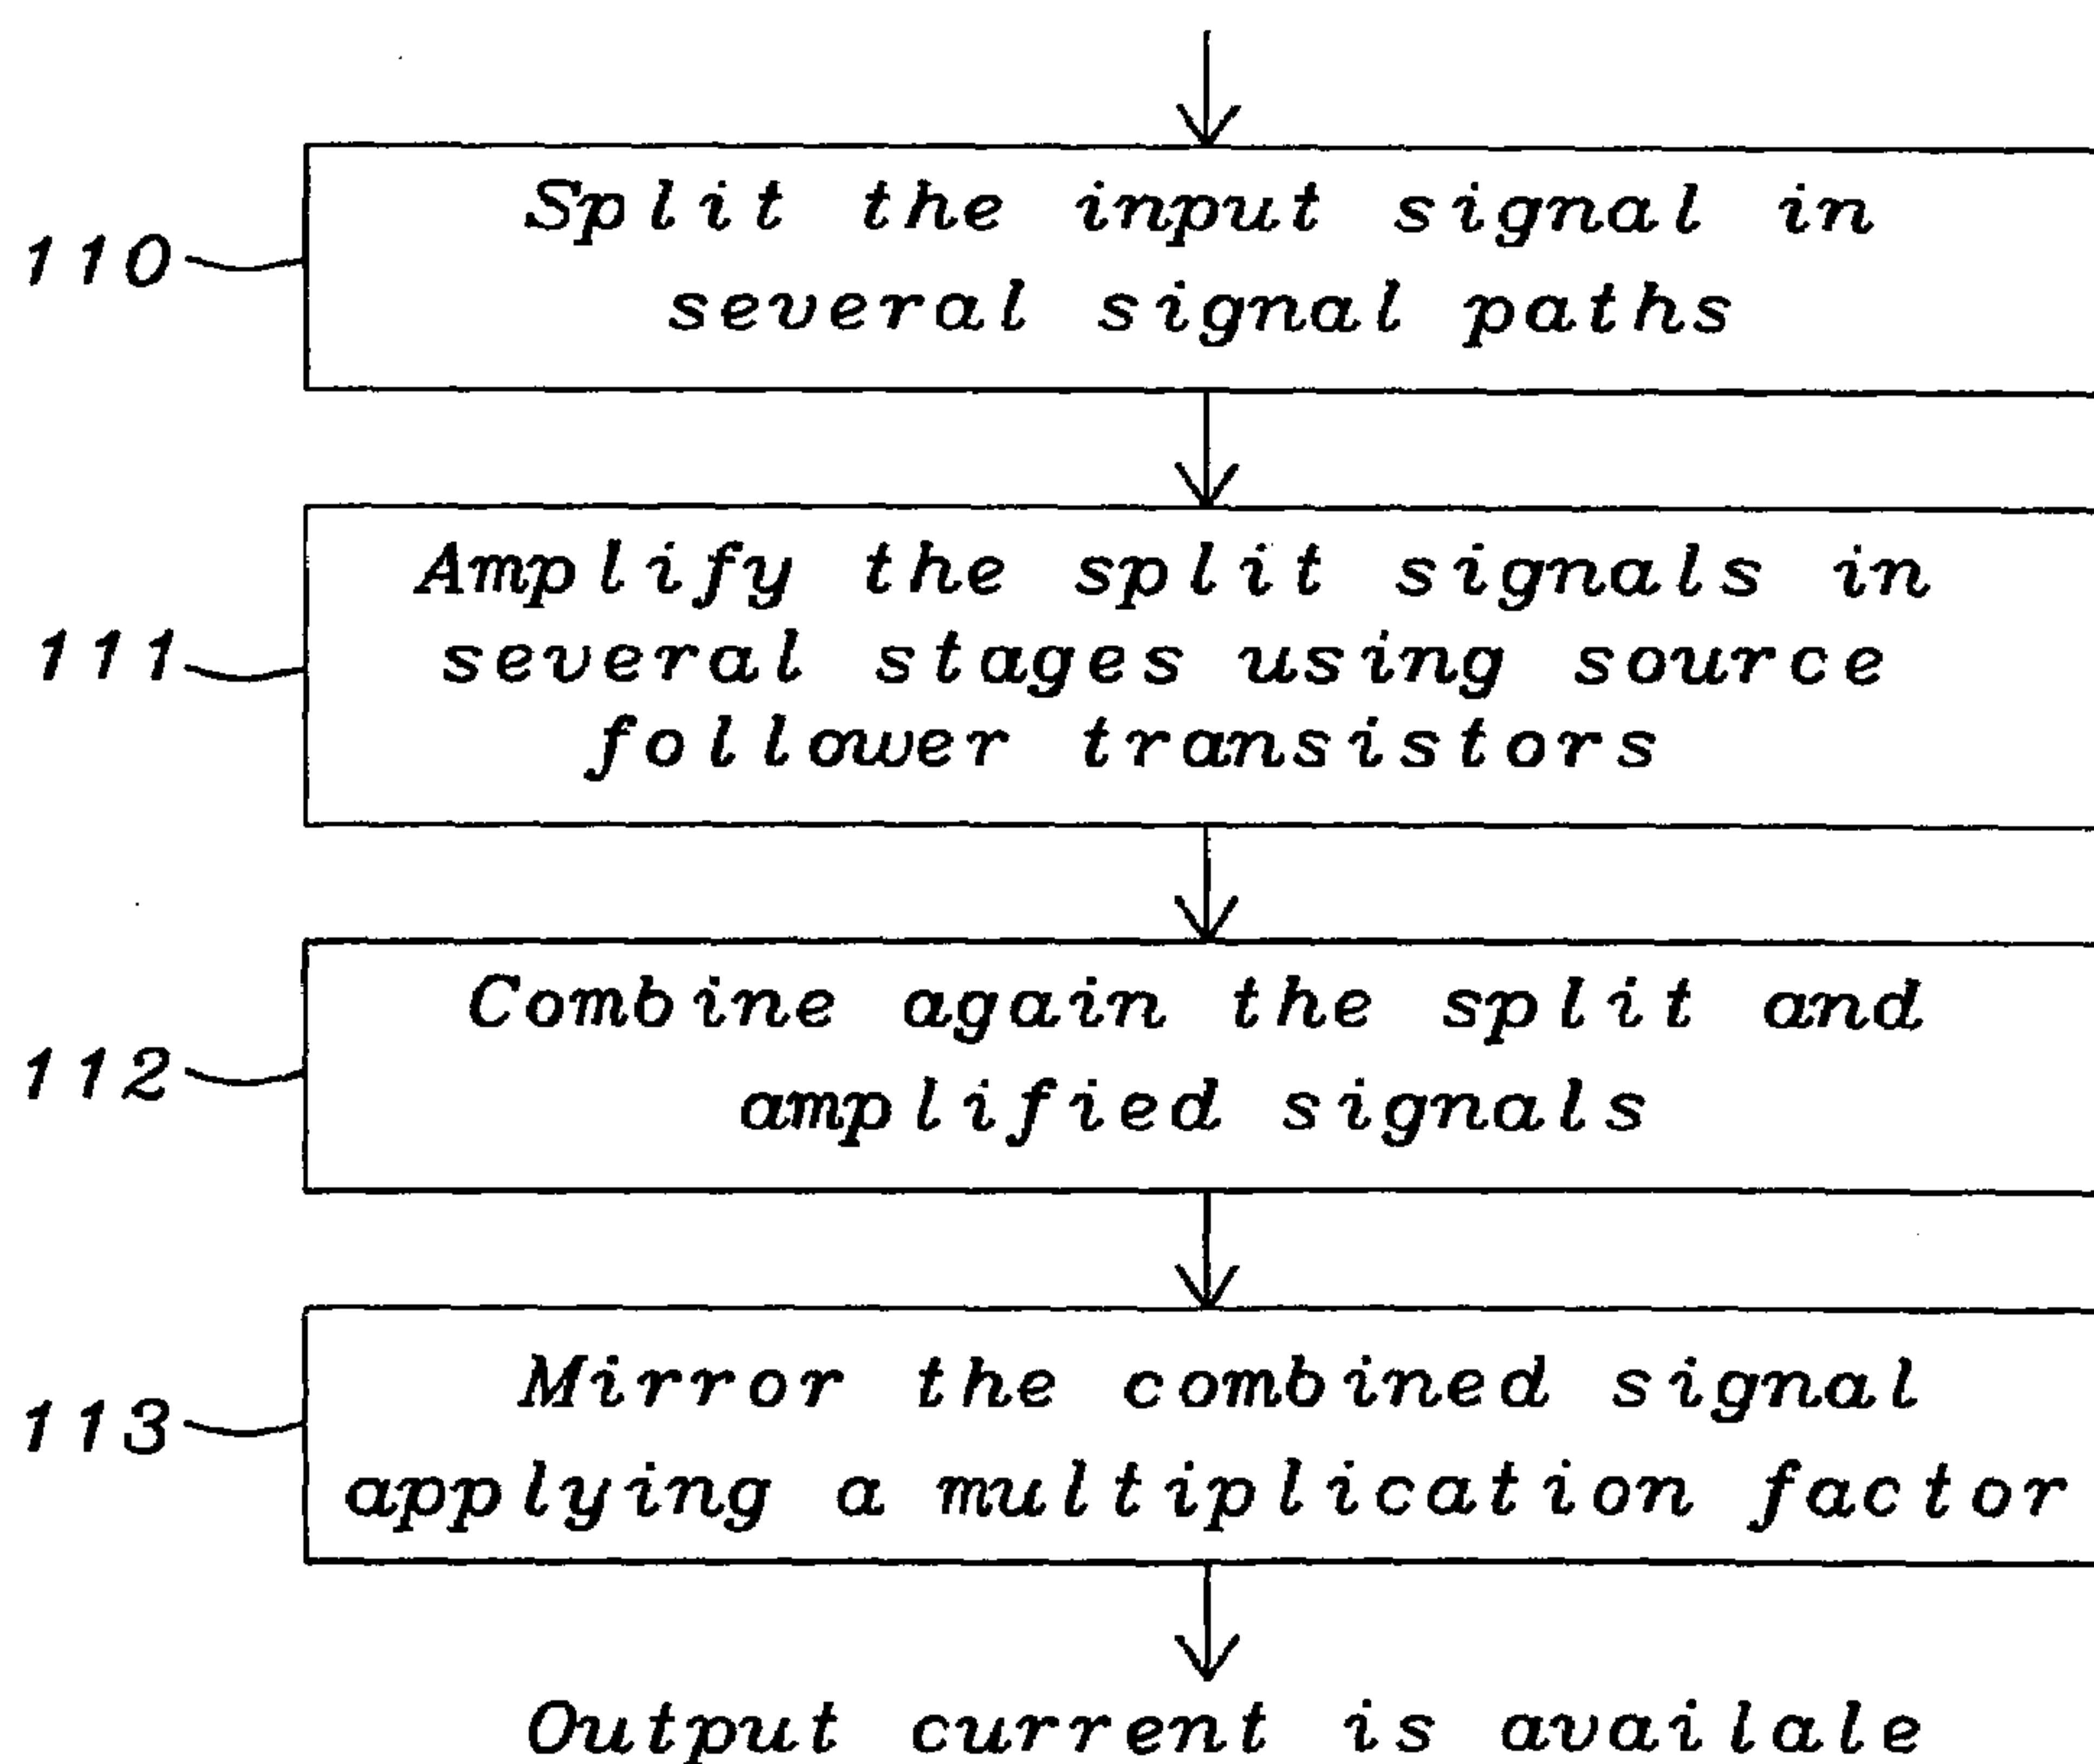 110
Split the input signal in
several signal paths
111
Amplify the split signals in
several stages using source
follower transistors
112
Combine again the split and
amplified signals
113
Mirror the combined signal
applying a multiplication factor
Output current is availale